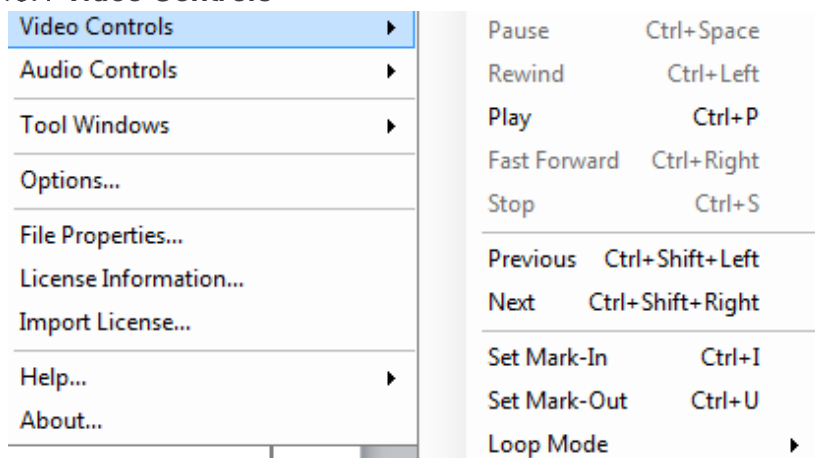 Video Controls
Audio Controls
Tool Windows
Options...
File Properties...
License Information...
Import License...
Help...
About...
Pause Ctrl+Space
Rewind Ctrl+Left
Play Ctrl+P
Fast Forward Ctrl+Right
Stop Ctrl+S
Previous Ctrl+Shift+Left
Next Ctrl+Shift+Right
Set Mark-In Ctrl+I
Set Mark-Out Ctrl+U
Loop Mode